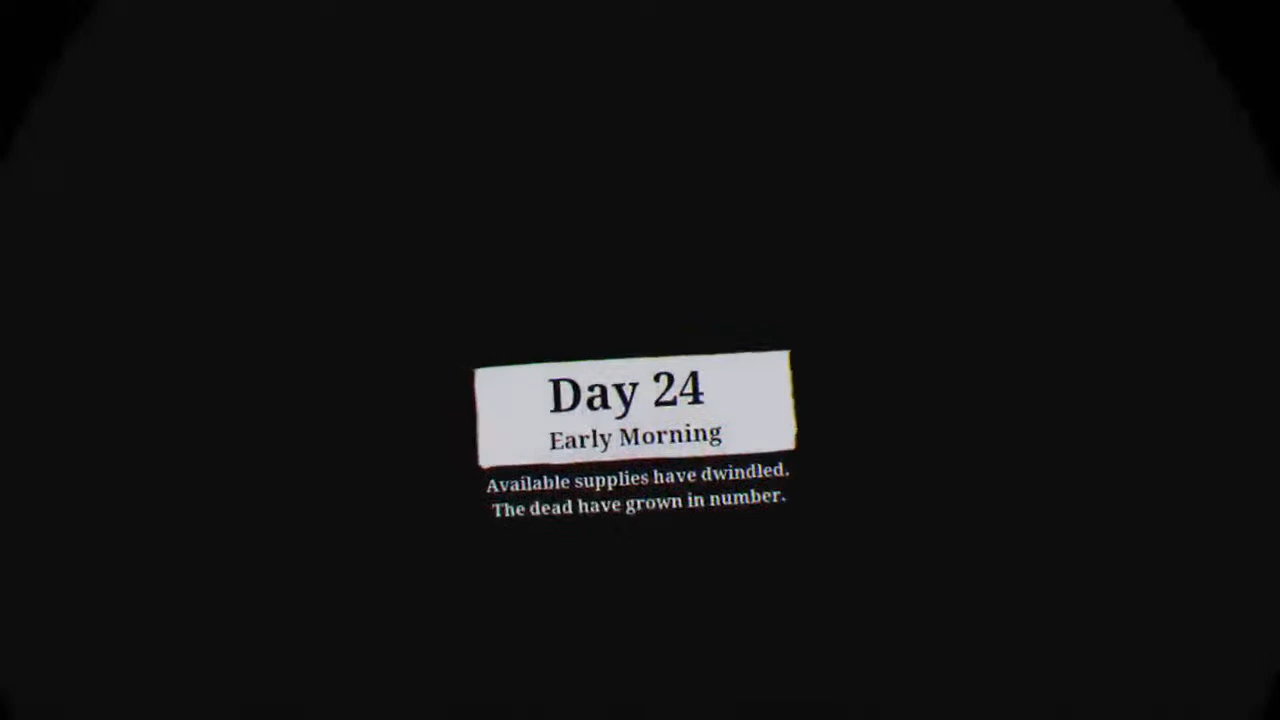 Day 24
Early Morning
Available supplies have dwindled.
The dead have grown in number.